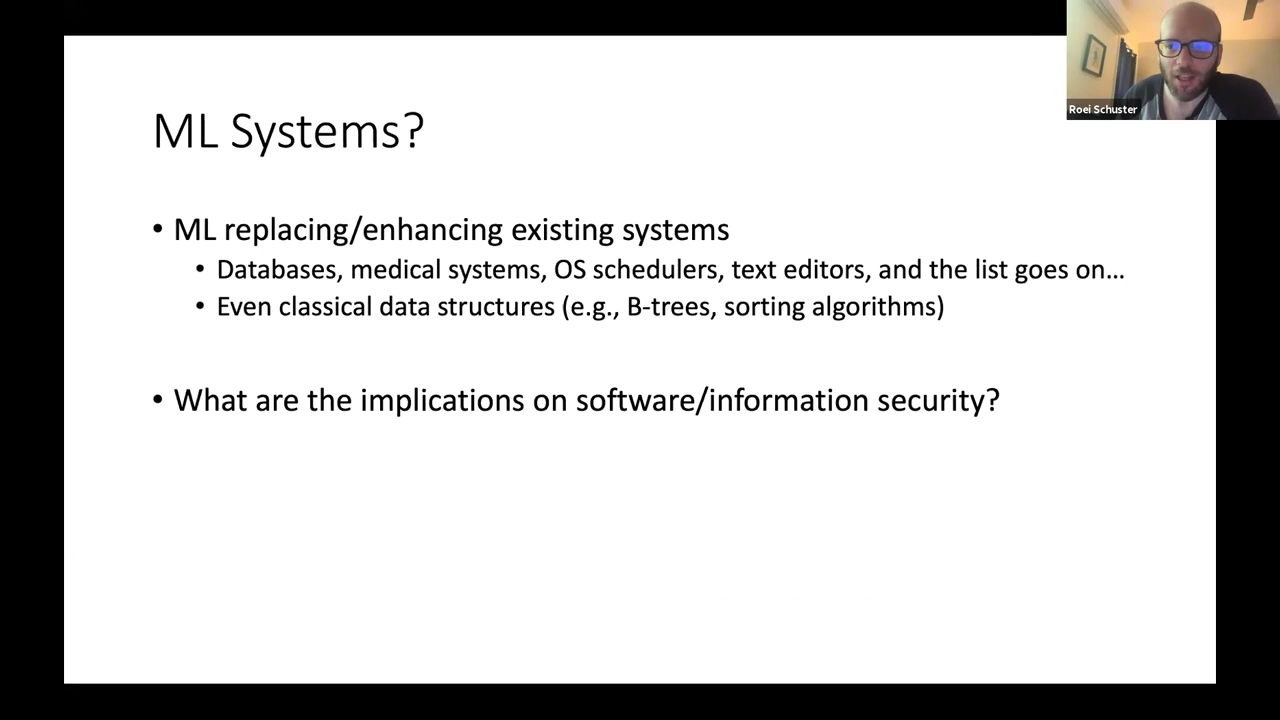 Roei Schuster
ML Systems?
• ML replacing/enhancing existing systems
• Databases, medical systems, OS schedulers, text editors, and the list goes on…
• Even classical data structures (e.g., B-trees, sorting algorithms)
• What are the implications on software/information security?